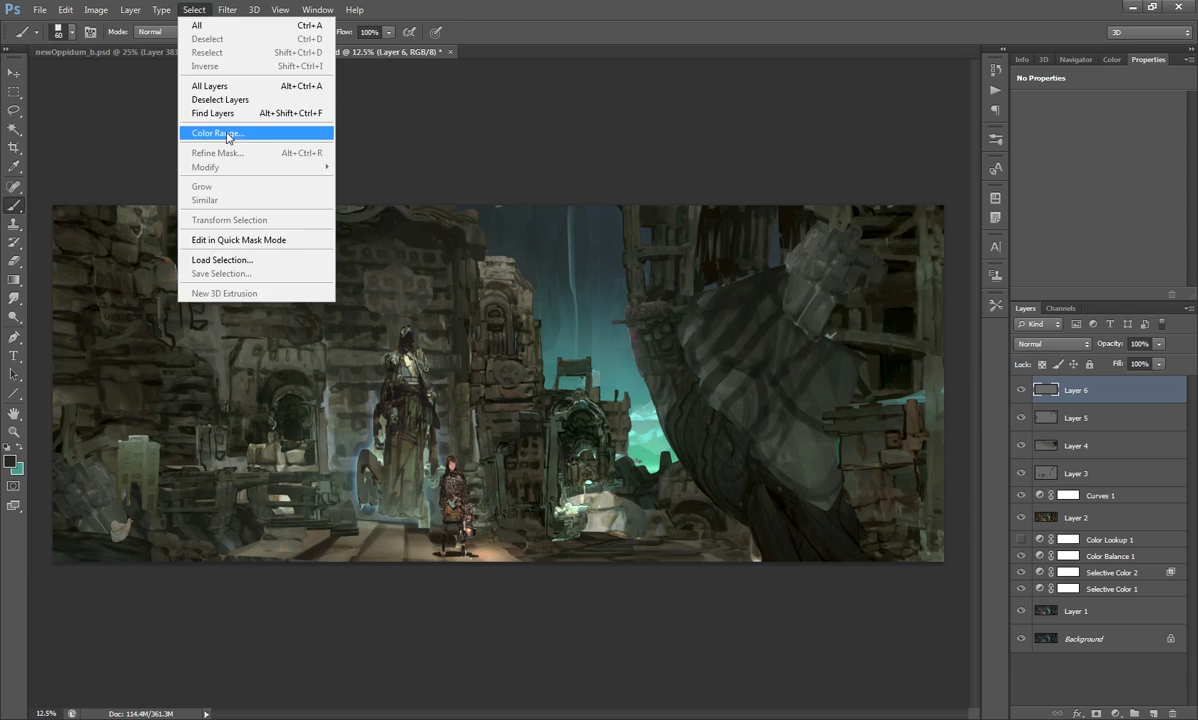 Ps File Edit Image Layer Type Select Filter 3D View Window Help
60 Mode: Normal Flow: 100% 3D
newOppidum_b.psd @ 25% (Layer 383 d @ 12.5% (Layer 6, RGB/8) * ×
All Ctrl+A
Deselect Ctrl+D
Reselect Shift+Ctrl+D
Inverse Shift+Ctrl+I
All Layers Alt+Ctrl+A
Deselect Layers
Find Layers Alt+Shift+Ctrl+F
Color Range...
Refine Mask... Alt+Ctrl+R
Modify
Grow
Similar
Transform Selection
Edit in Quick Mask Mode
Load Selection...
Save Selection...
New 3D Extrusion
Info 3D Navigator Color Properties
No Properties
Layers Channels
Kind
Normal Opacity: 100%
Lock: Fill: 100%
Layer 6
Layer 5
Layer 4
Layer 3
Curves 1
Layer 2
Color Lookup 1
Color Balance 1
Selective Color 2
Selective Color 1
Layer 1
Background
12.5% Doc: 114.4M/361.3M